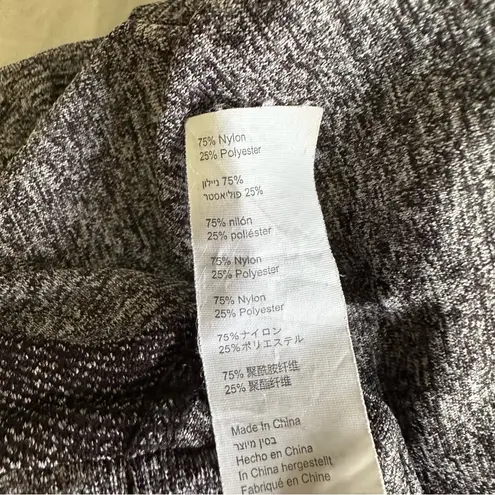 75% Nylon
25% Polyester
75% ניילון
25% פוליאסטר
75% nilón
25% poliéster
75% Nylon
25% Polyester
75% Nylon
25% Polyester
75%ナイロン
25%ポリエステル
75% 聚酰胺纤维
25% 聚酯纤维
Made In China
בסין מיוצר
Hecho en China
In China hergestellt
Fabriqué en Chine